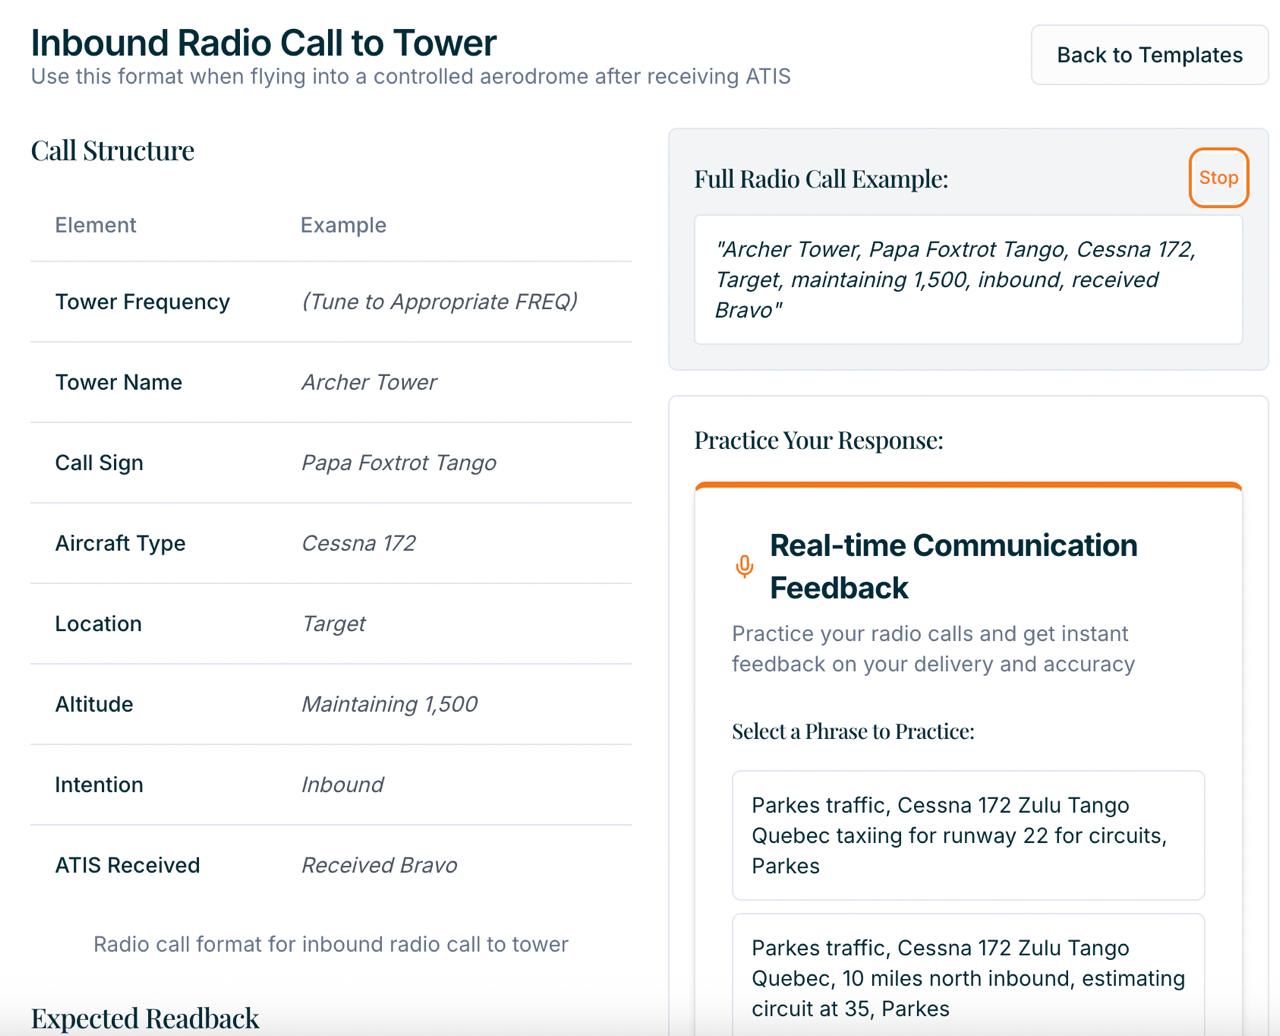 Inbound Radio Call to Tower
Use this format when flying into a controlled aerodrome after receiving ATIS
Back to Templates
Call Structure
Element Example
Tower Frequency (Tune to Appropriate FREQ)
Tower Name Archer Tower
Call Sign Papa Foxtrot Tango
Aircraft Type Cessna 172
Location Target
Altitude Maintaining 1,500
Intention Inbound
ATIS Received Received Bravo
Radio call format for inbound radio call to tower
Expected Readback
Full Radio Call Example:
Stop
"Archer Tower, Papa Foxtrot Tango, Cessna 172,
Target, maintaining 1,500, inbound, received
Bravo"
Practice Your Response:
Real-time Communication
Feedback
Practice your radio calls and get instant
feedback on your delivery and accuracy
Select a Phrase to Practice:
Parkes traffic, Cessna 172 Zulu Tango
Quebec taxiing for runway 22 for circuits,
Parkes
Parkes traffic, Cessna 172 Zulu Tango
Quebec, 10 miles north inbound, estimating
circuit at 35, Parkes